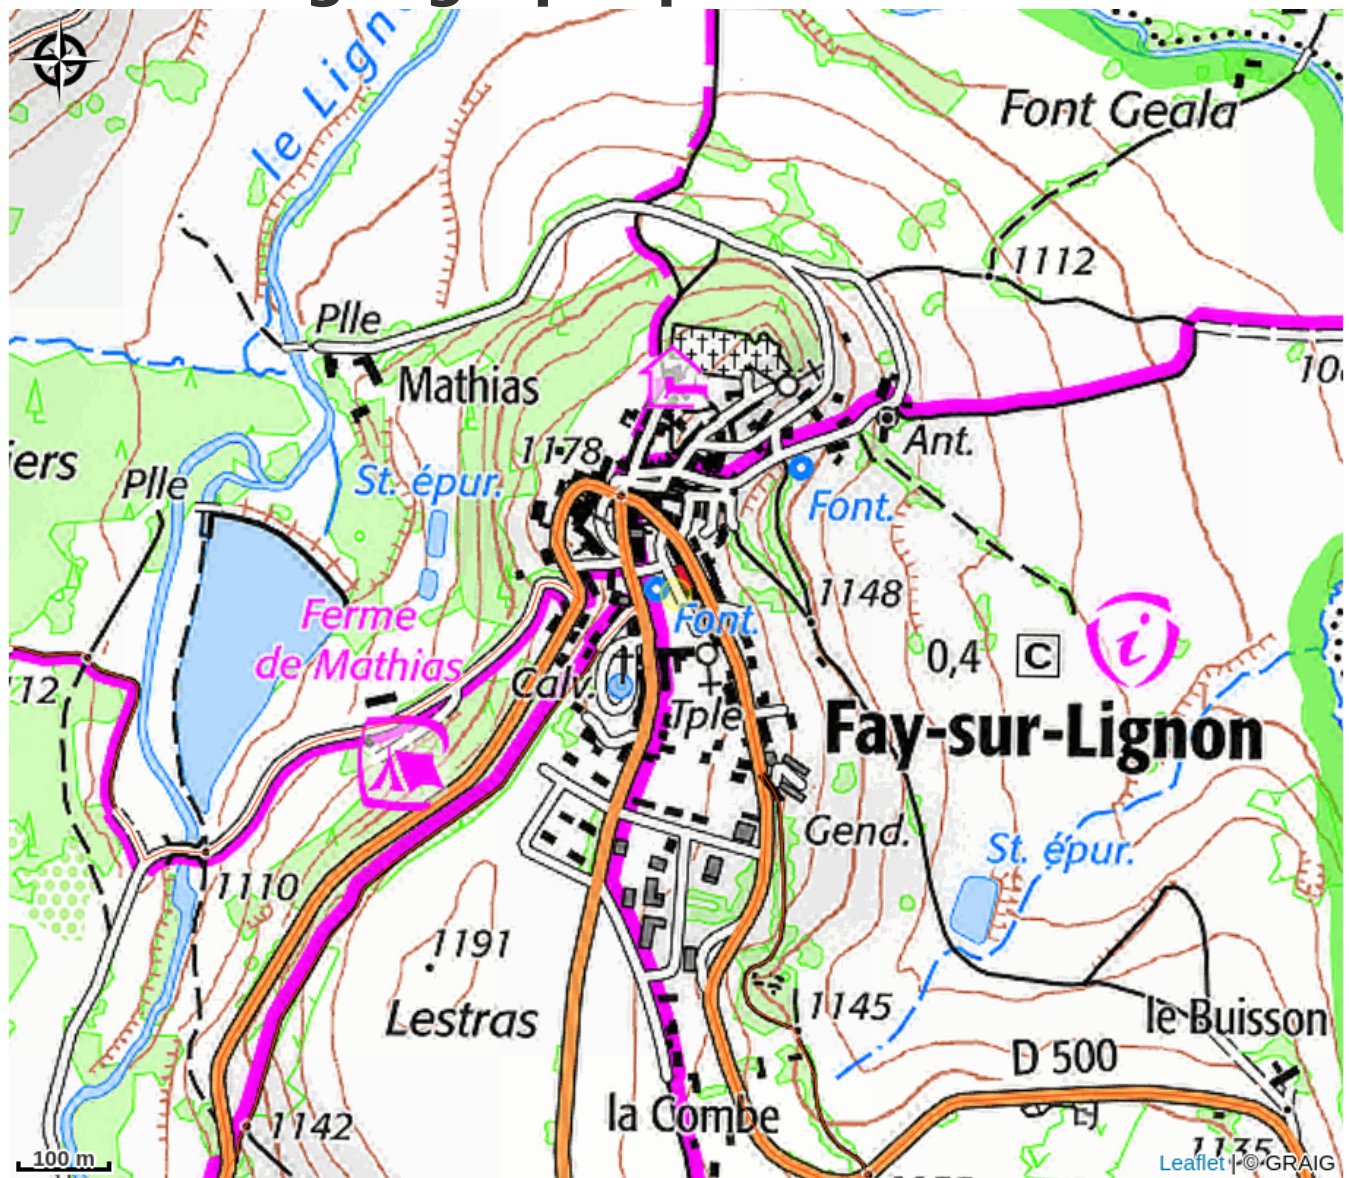 le Lign
Font Geala
1112
Plle
Mathias
1178
Ant.
iers
Plle
St. épur.
Font.
1148
Ferme
de Mathias
Font.
0,4 C
i
Calv.
Tple
Fay-sur-Lignon
Gend.
St. épur.
1110
1191
Lestras
1145
le Buisson
D 500
la Combe
1142
1135
100 m
Leaflet | © GRAIG